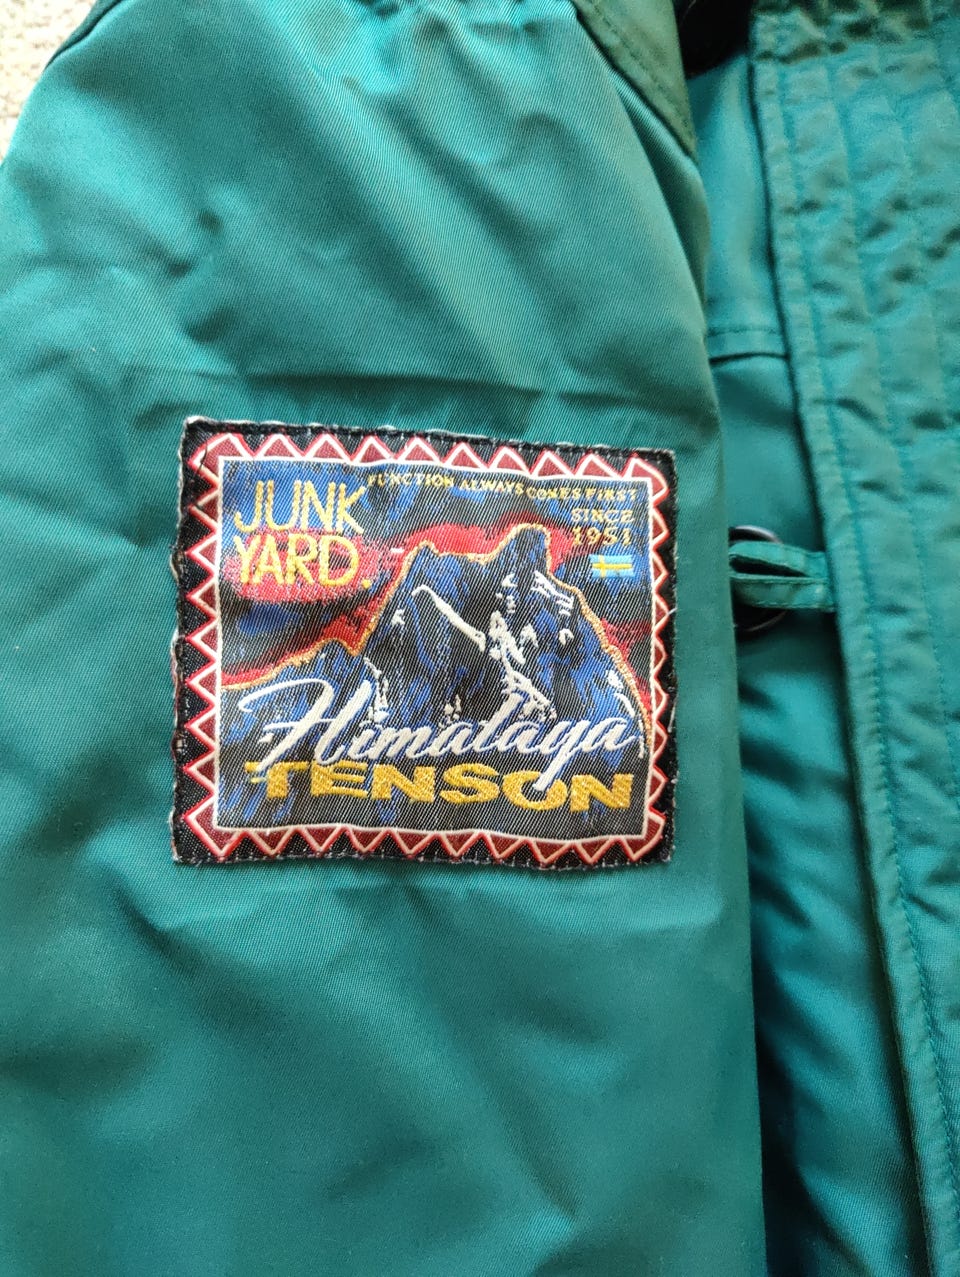 JUNK
YARD.
FUNCTION ALWAYS COMES FIRST
SINCE
1951
Himalaya
TENSON